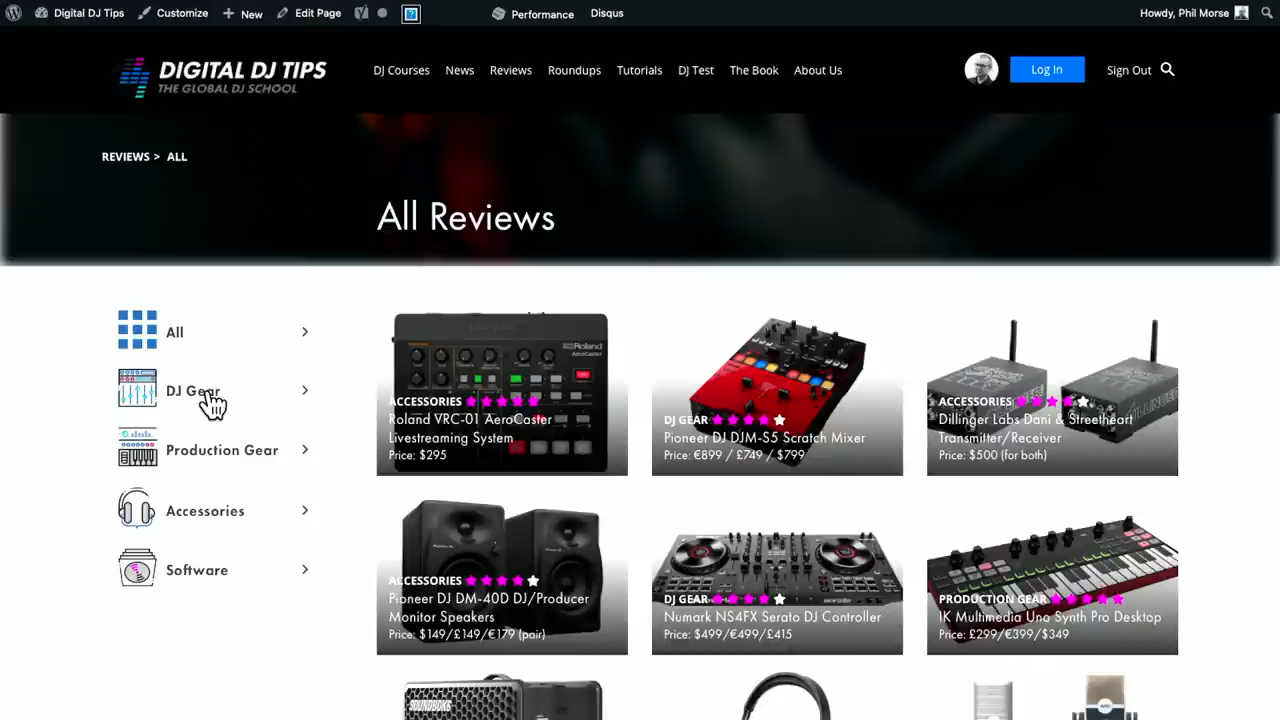 Digital DJ Tips Customize New Edit Page Performance Disqus Howdy, Phil Morse
DIGITAL DJ TIPS
THE GLOBAL DJ SCHOOL
DJ Courses News Reviews Roundups Tutorials DJ Test The Book About Us
Log In
Sign Out
REVIEWS > ALL
All Reviews
All
DJ Gear
Production Gear
Accessories
Software
ACCESSORIES
Roland VRC-01 AeroCaster
Livestreaming System
Price: $295
DJ GEAR
Pioneer DJ DJM-S5 Scratch Mixer
Price: €899 / £749 / $799
ACCESSORIES
Dillinger Labs Dani & Streetheart
Transmitter/Receiver
Price: $500 (for both)
ACCESSORIES
Pioneer DJ DM-40D DJ/Producer
Monitor Speakers
Price: $149/£149/€179 (pair)
DJ GEAR
Numark NS4FX Serato DJ Controller
Price: $499/€499/£415
PRODUCTION GEAR
IK Multimedia Uno Synth Pro Desktop
Price: £299/€399/$349
SOUNDBOKS